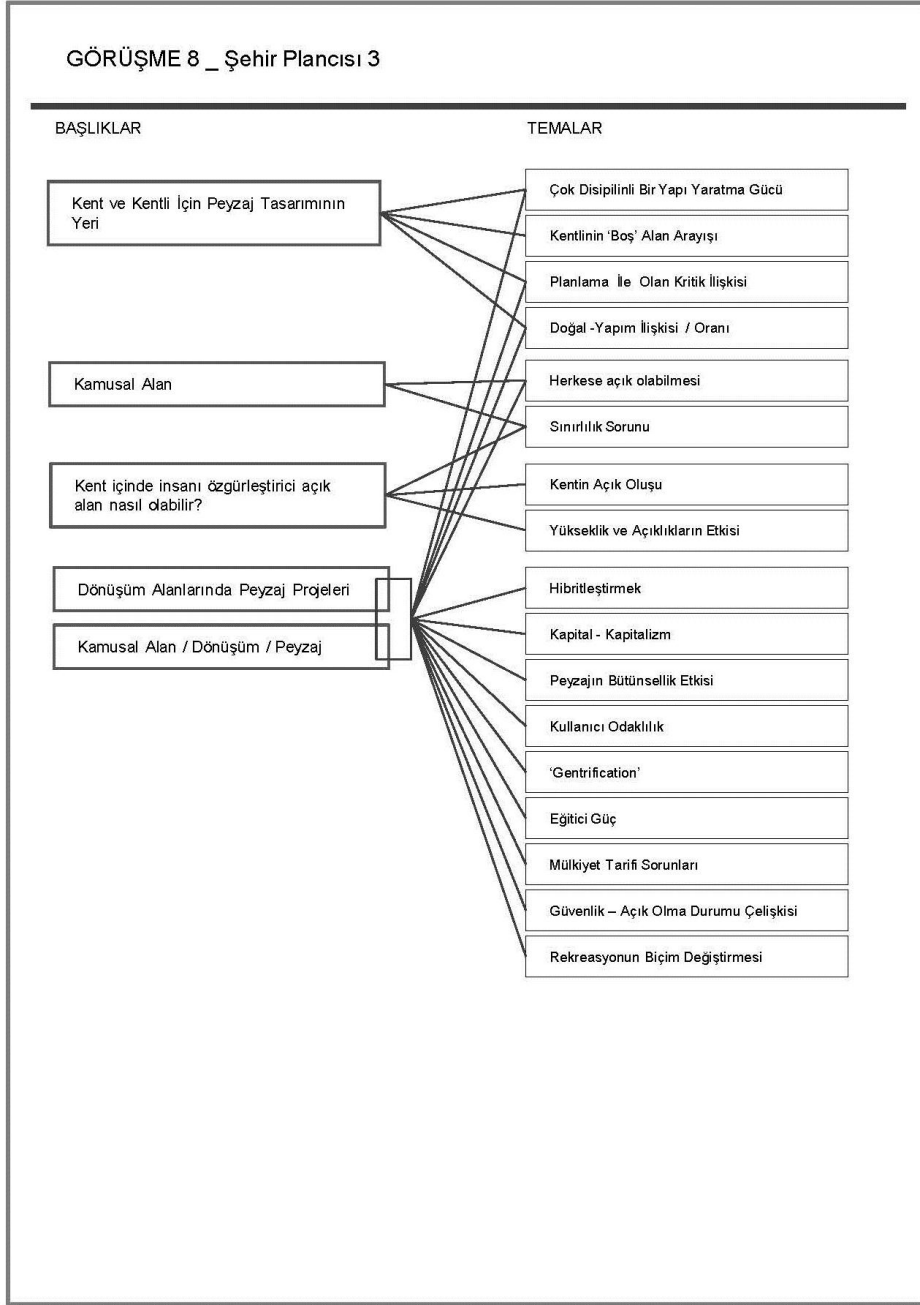 GÖRÜŞME 8 _ Şehir Plancısı 3
BAŞLIKLAR
TEMALAR
Kent ve Kentli İçin Peyzaj Tasarımının
Yeri
Kamusal Alan
Kent içinde insanı özgürleştirici açık
alan nasıl olabilir?
Dönüşüm Alanlarında Peyzaj Projeleri
Kamusal Alan / Dönüşüm / Peyzaj
Çok Disipilinli Bir Yapı Yaratma Gücü
Kentlinin ‘Boş’ Alan Arayışı
Planlama İle Olan Kritik İlişkisi
Doğal -Yapım İlişkisi / Oranı
Herkese açık olabilmesi
Sınırlılık Sorunu
Kentin Açık Oluşu
Yükseklik ve Açıklıkların Etkisi
Hibritleştirmek
Kapital - Kapitalizm
Peyzajın Bütünsellik Etkisi
Kullanıcı Odaklılık
‘Gentrification’
Eğitici Güç
Mülkiyet Tarifi Sorunları
Güvenlik – Açık Olma Durumu Çelişkisi
Rekreasyonun Biçim Değiştirmesi